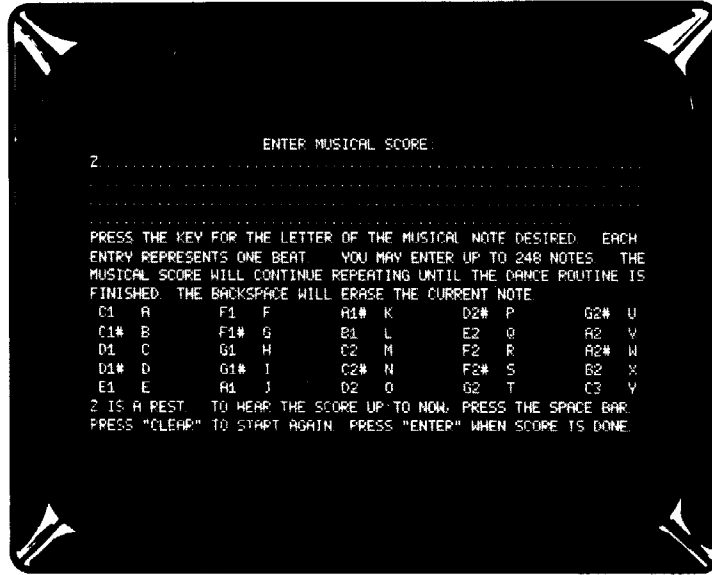 ENTER MUSICAL SCORE:
Z...............................................................
................................................................
................................................................
.........................................................
PRESS THE KEY FOR THE LETTER OF THE MUSICAL NOTE DESIRED. EACH
ENTRY REPRESENTS ONE BEAT. YOU MAY ENTER UP TO 248 NOTES. THE
MUSICAL SCORE WILL CONTINUE REPEATING UNTIL THE DANCE ROUTINE IS
FINISHED. THE BACKSPACE WILL ERASE THE CURRENT NOTE.
C1 A F1 F A1# K D2# P G2# U
C1# B F1# G B1 L E2 Q A2 V
D1 C G1 H C2 M F2 R A2# W
D1# D G1# I C2# N F2# S B2 X
E1 E A1 J D2 O G2 T C3 Y
Z IS A REST. TO HEAR THE SCORE UP TO NOW, PRESS THE SPACE BAR.
PRESS "CLEAR" TO START AGAIN. PRESS "ENTER" WHEN SCORE IS DONE.